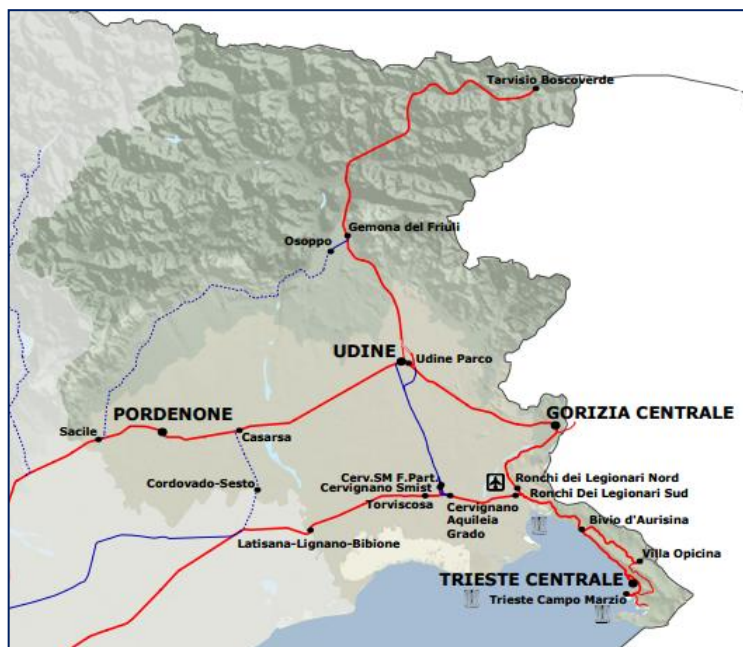 Tarvisio Boscoverde
Gemona del Friuli
Osoppo
UDINE
Udine Parco
PORDENONE
GORIZIA CENTRALE
Sacile
Casarsa
Cordovado-Sesto
Cerv.SM F.Part.
Cervignano Smist
Torviscosa
Ronchi dei Legionari Nord
Ronchi Dei Legionari Sud
Cervignano
Aquileia
Grado
Bivio d'Aurisina
Latisana-Lignano-Bibione
Villa Opicina
TRIESTE CENTRALE
Trieste Campo Marzio